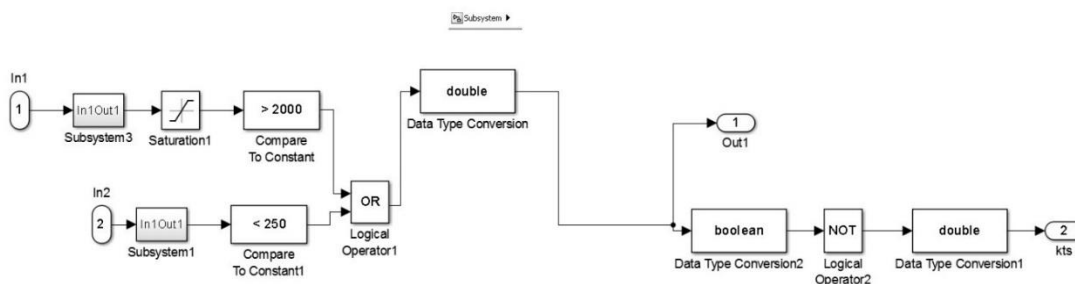 Subsystem
In1
1
In1Out1
Subsystem3
Saturation1
> 2000
Compare
To Constant
double
Data Type Conversion
In2
2
In1Out1
Subsystem1
< 250
Compare
To Constant1
OR
Logical
Operator1
1
Out1
boolean
Data Type Conversion2
NOT
Logical
Operator2
double
Data Type Conversion1
2
kts